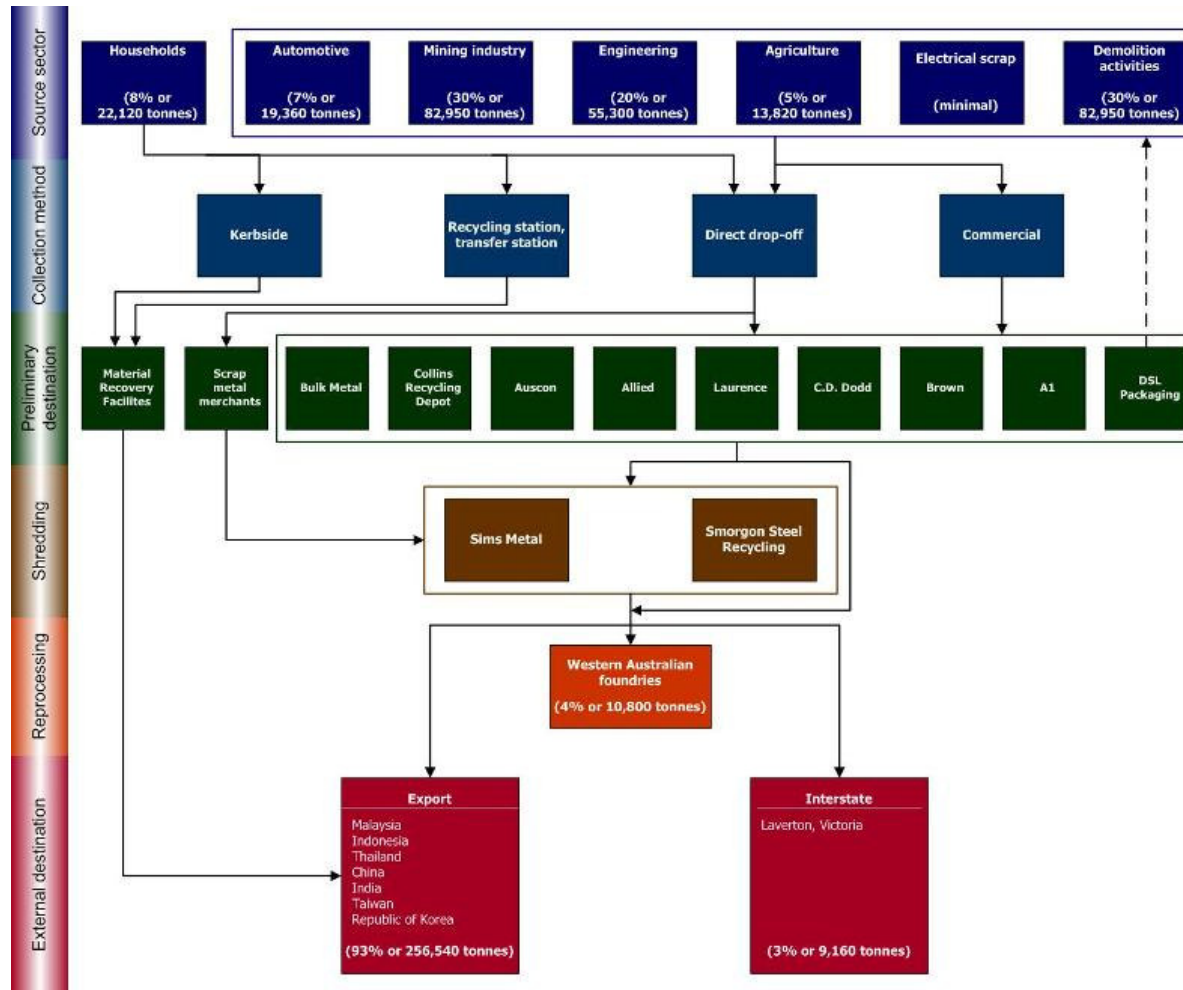 Source sector
Households
(8% or
22,120 tonnes)
Automotive
(7% or
19,360 tonnes)
Mining industry
(30% or
82,950 tonnes)
Engineering
(20% or
55,300 tonnes)
Agriculture
(5% or
13,820 tonnes)
Electrical scrap
(minimal)
Demolition
activities
(30% or
82,950 tonnes)
Collection method
Kerbside
Recycling station,
transfer station
Direct drop-off
Commercial
Preliminary
destination
Material
Recovery
Facilites
Scrap
metal
merchants
Bulk Metal
Collins
Recycling
Depot
Auscon
Allied
Laurence
C.D. Dodd
Brown
A1
DSL
Packaging
Shredding
Sims Metal
Smorgon Steel
Recycling
Reprocessing
Western Australian
foundries
(4% or 10,800 tonnes)
External destination
Export
Malaysia
Indonesia
Thailand
China
India
Taiwan
Republic of Korea
(93% or 256,540 tonnes)
Interstate
Laverton, Victoria
(3% or 9,160 tonnes)